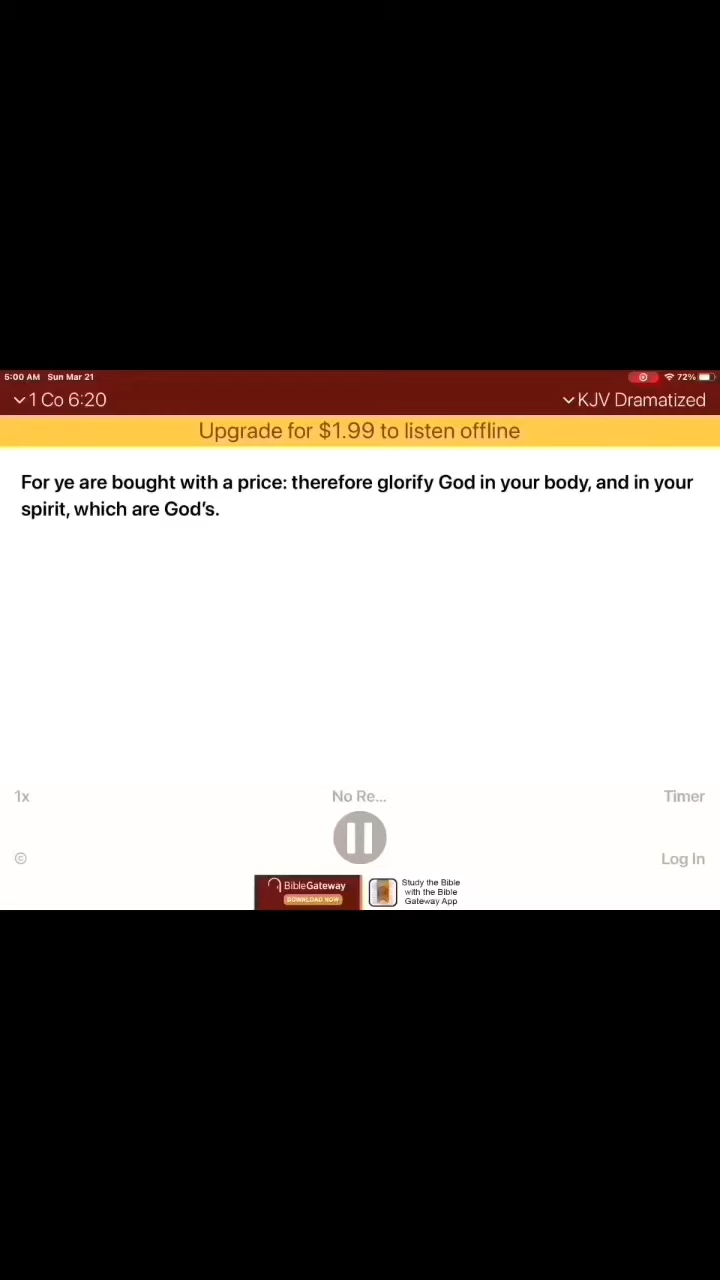 5:00 AM Sun Mar 21
72%
1 Co 6:20
KJV Dramatized
Upgrade for $1.99 to listen offline
For ye are bought with a price: therefore glorify God in your body, and in your
spirit, which are God's.
1x
No Re...
Timer
©
Log In
BibleGateway
DOWNLOAD NOW
Study the Bible
with the Bible
Gateway App